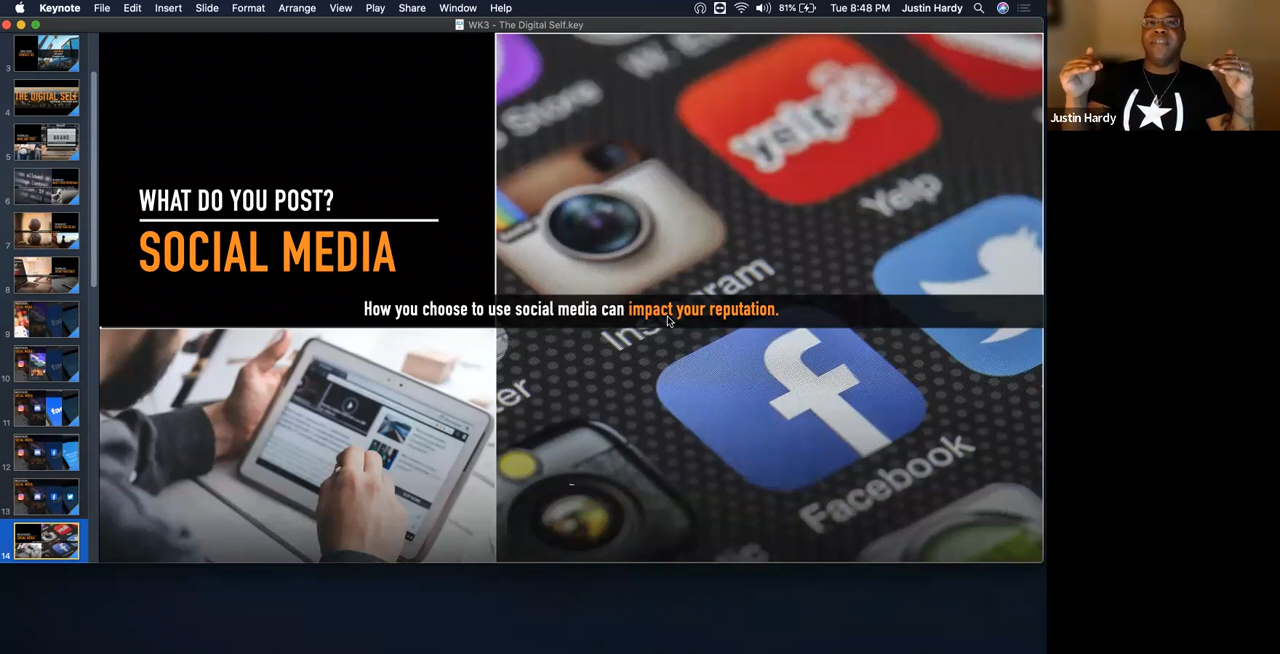 Keynote File Edit Insert Slide Format Arrange View Play Share Window Help 81% Tue 8:48 PM Justin Hardy
WK3 - The Digital Self.key
Justin Hardy
WHAT DO YOU POST?
SOCIAL MEDIA
How you choose to use social media can impact your reputation.
Store
yelp
Yelp
Instagram
f
Facebook
THE DIGITAL SELF
BRAND
3
4
5
6
7
8
9
10
11
12
13
14